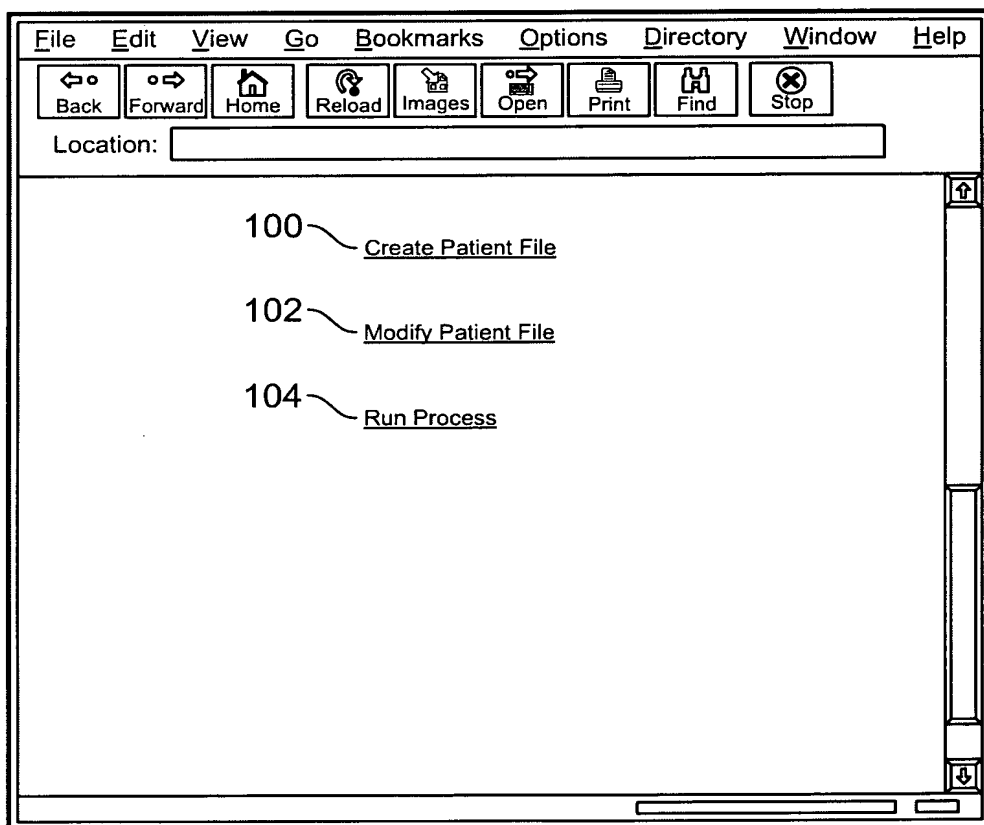 File Edit View Go Bookmarks Options Directory Window Help
Back Forward Home Reload Images Open Print Find Stop
Location:
100 Create Patient File
102 Modify Patient File
104 Run Process